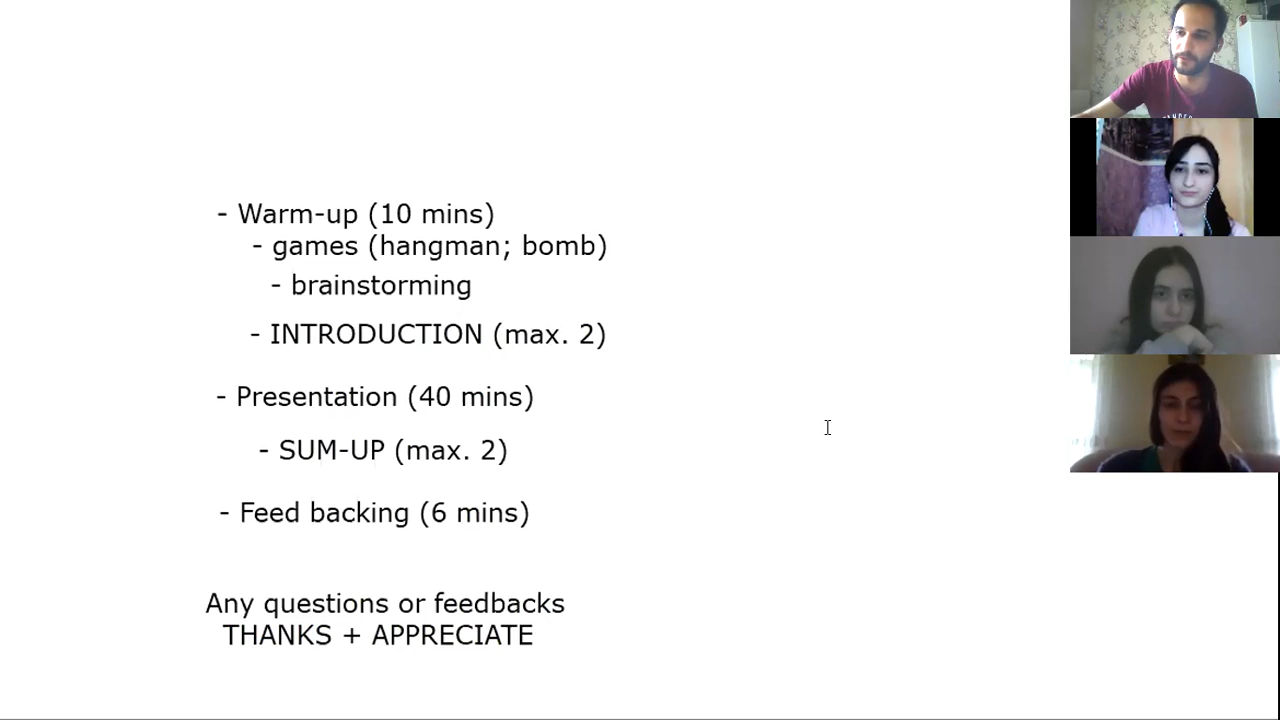 - Warm-up (10 mins)
- games (hangman; bomb)
- brainstorming
- INTRODUCTION (max. 2)
- Presentation (40 mins)
- SUM-UP (max. 2)
- Feed backing (6 mins)
Any questions or feedbacks
THANKS + APPRECIATE